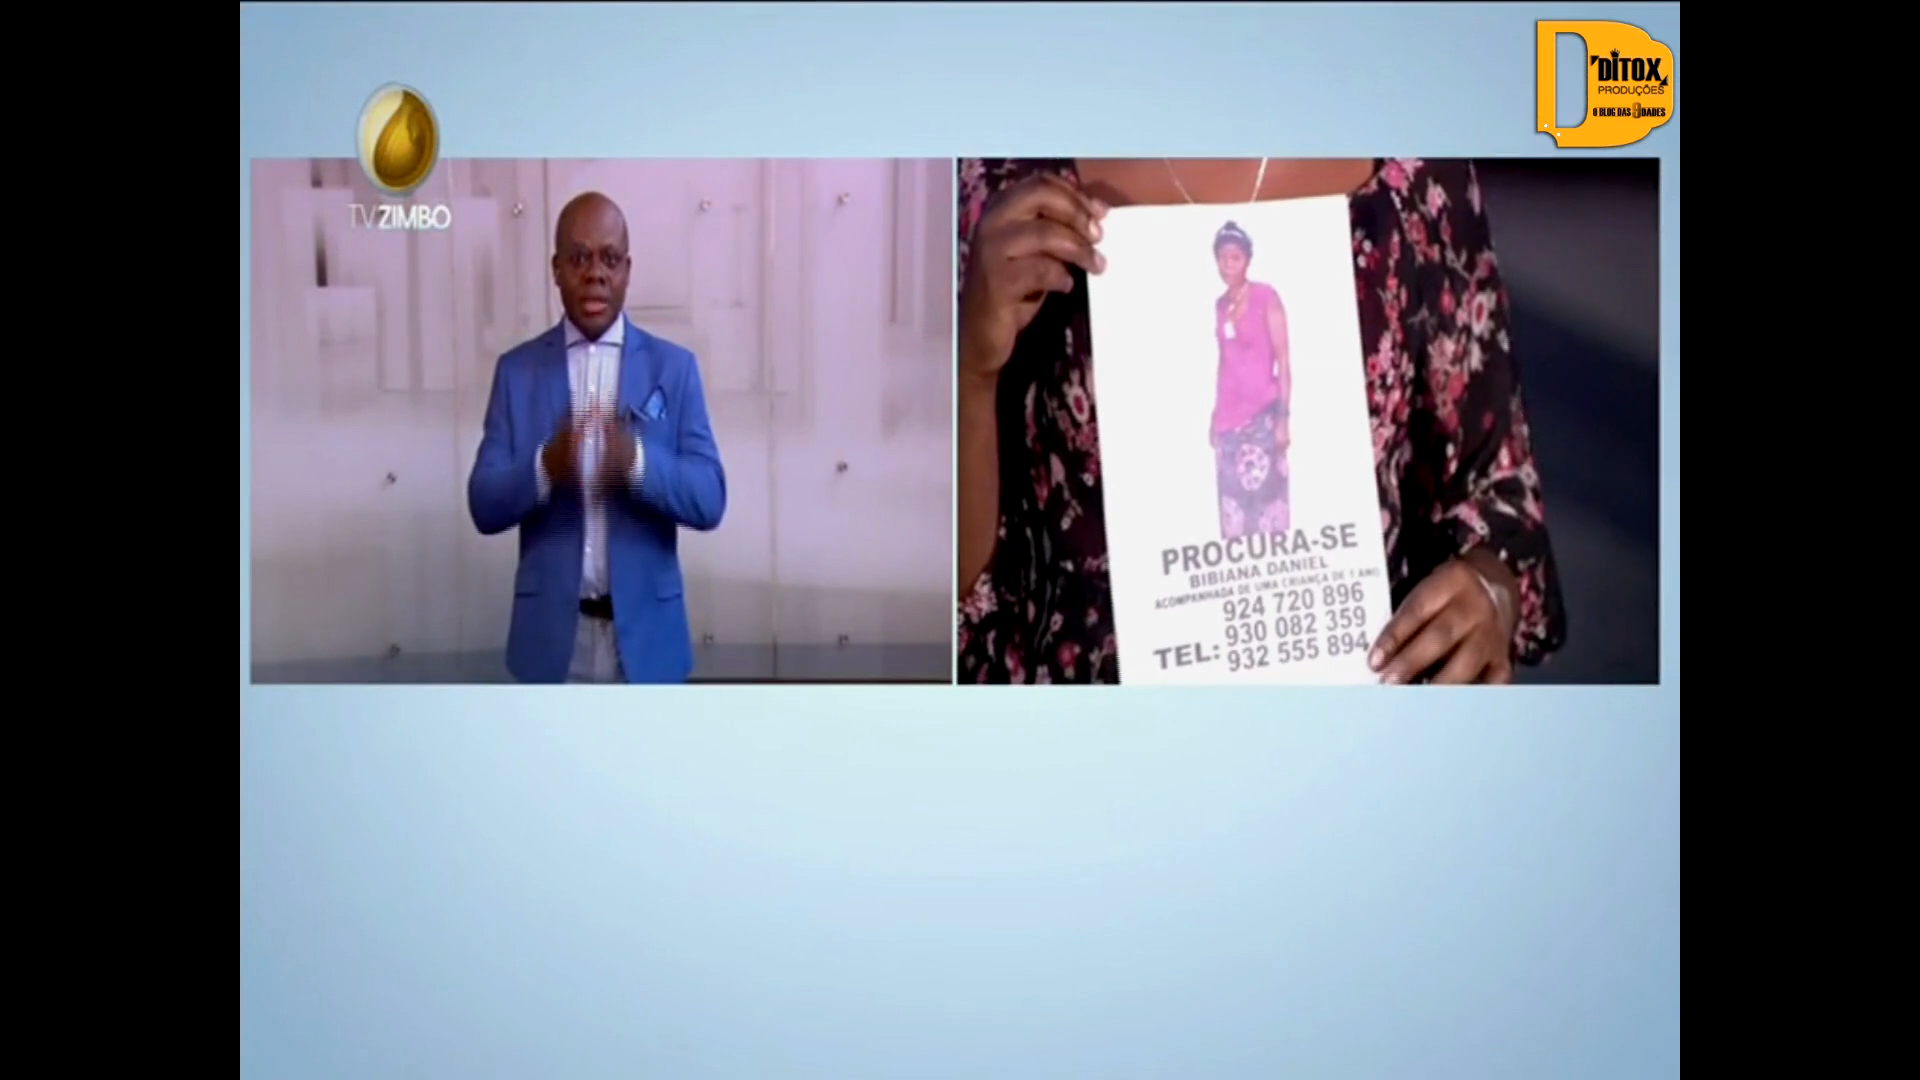 DITOX
PRODUÇÕES
O BLOG DAS 9DADES
TV ZIMBO
PROCURA-SE
BIBIANA DANIEL
ACOMPANHADA DE UMA CRIANÇA DE 1 ANO
924 720 896
930 082 359
TEL: 932 555 894